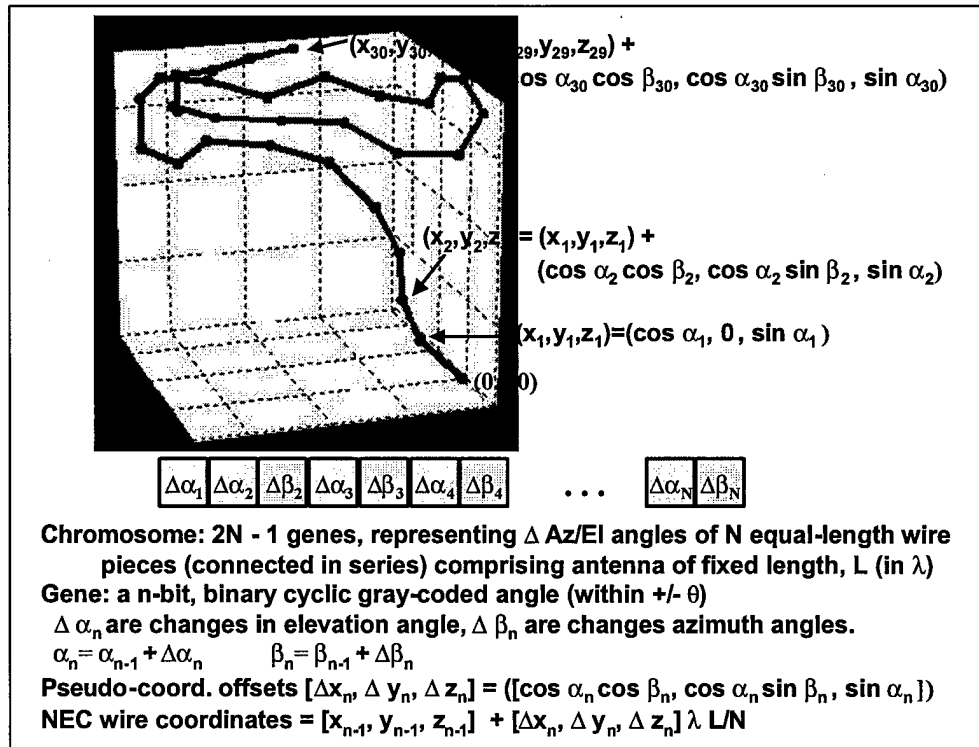 (x₃₀,y₃₀, ₂₉,y₂₉,z₂₉) +
cos α₃₀ cos β₃₀, cos α₃₀ sin β₃₀ , sin α₃₀)
(x₂,y₂,z = (x₁,y₁,z₁) +
(cos α₂ cos β₂, cos α₂ sin β₂ , sin α₂)
(x₁,y₁,z₁)=(cos α₁, 0 , sin α₁ )
(0, 0)
Δα₁ Δα₂ Δβ₂ Δα₃ Δβ₃ Δα₄ Δβ₄ . . . Δα_N Δβ_N
Chromosome: 2N - 1 genes, representing Δ Az/El angles of N equal-length wire
pieces (connected in series) comprising antenna of fixed length, L (in λ)
Gene: a n-bit, binary cyclic gray-coded angle (within +/- θ)
Δ αₙ are changes in elevation angle, Δ βₙ are changes azimuth angles.
αₙ= αₙ₋₁ + Δαₙ βₙ= βₙ₋₁ + Δβₙ
Pseudo-coord. offsets [Δxₙ, Δ yₙ, Δ zₙ] = ([cos αₙ cos βₙ, cos αₙ sin βₙ , sin αₙ])
NEC wire coordinates = [xₙ₋₁, yₙ₋₁, zₙ₋₁] + [Δxₙ, Δ yₙ, Δ zₙ] λ L/N